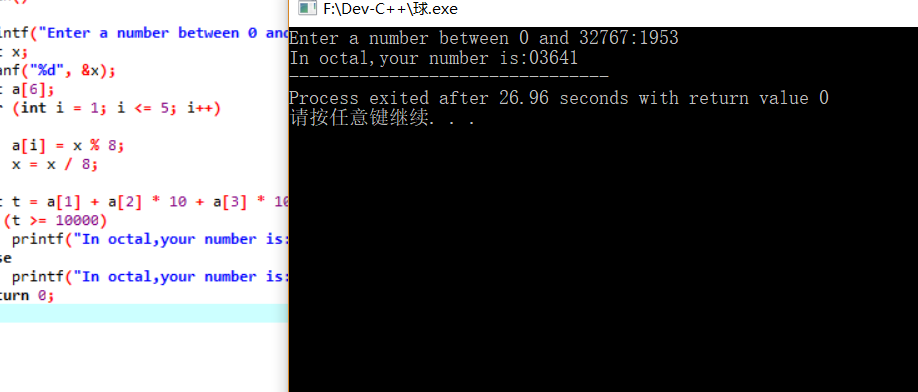 F:\Dev-C++\球.exe
intf("Enter a number between 0 and
t x;
anf("%d", &x);
t a[6];
r (int i = 1; i <= 5; i++)
a[i] = x % 8;
x = x / 8;
t t = a[1] + a[2] * 10 + a[3] * 10
(t >= 10000)
printf("In octal,your number is:
se
printf("In octal,your number is:
turn 0;
Enter a number between 0 and 32767:1953
In octal,your number is:03641
--------------------------------
Process exited after 26.96 seconds with return value 0
请按任意键继续. . .